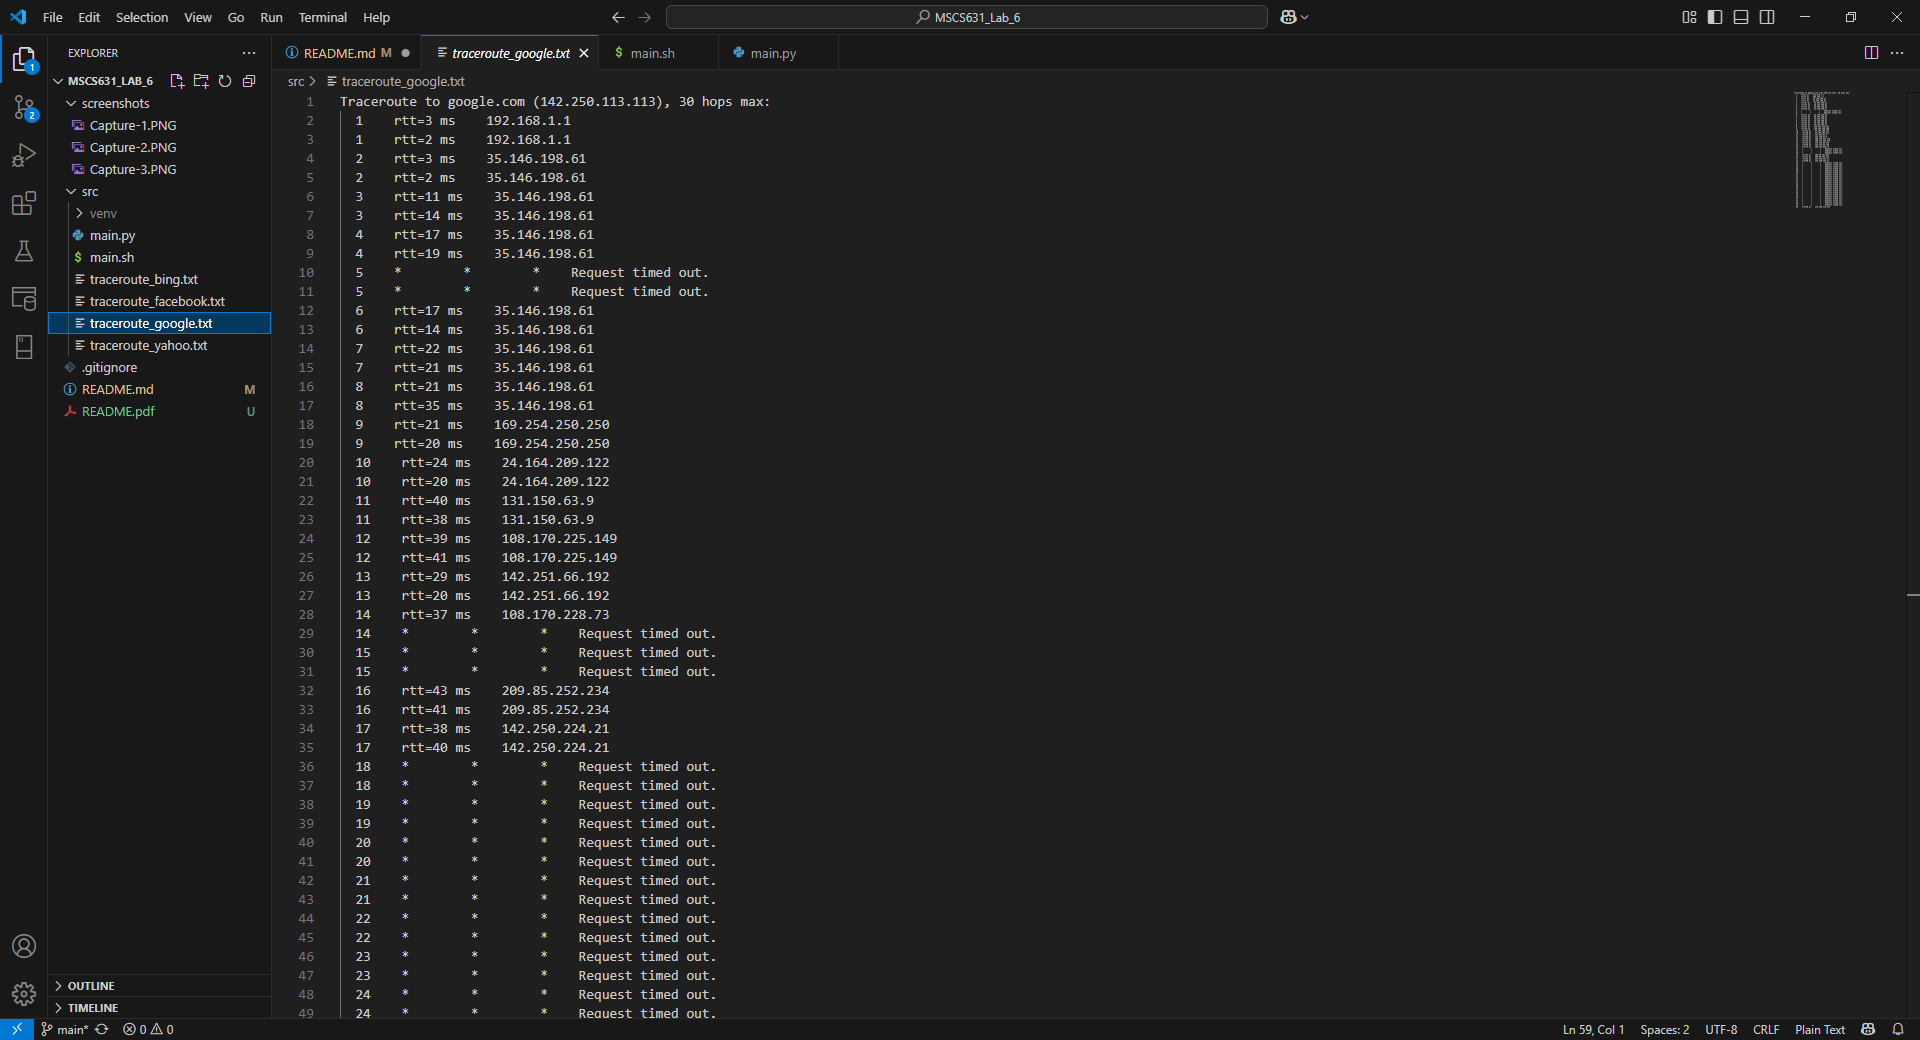 File Edit Selection View Go Run Terminal Help
MSCS631_Lab_6
EXPLORER
MSCS631_LAB_6
screenshots
Capture-1.PNG
Capture-2.PNG
Capture-3.PNG
src
venv
main.py
$ main.sh
traceroute_bing.txt
traceroute_facebook.txt
traceroute_google.txt
traceroute_yahoo.txt
.gitignore
README.md M
README.pdf U
OUTLINE
TIMELINE
1
2
README.md M
traceroute_google.txt
$ main.sh
main.py
src > traceroute_google.txt
1 Traceroute to google.com (142.250.113.113), 30 hops max:
2 1 rtt=3 ms 192.168.1.1
3 1 rtt=2 ms 192.168.1.1
4 2 rtt=3 ms 35.146.198.61
5 2 rtt=2 ms 35.146.198.61
6 3 rtt=11 ms 35.146.198.61
7 3 rtt=14 ms 35.146.198.61
8 4 rtt=17 ms 35.146.198.61
9 4 rtt=19 ms 35.146.198.61
10 5 * * * Request timed out.
11 5 * * * Request timed out.
12 6 rtt=17 ms 35.146.198.61
13 6 rtt=14 ms 35.146.198.61
14 7 rtt=22 ms 35.146.198.61
15 7 rtt=21 ms 35.146.198.61
16 8 rtt=21 ms 35.146.198.61
17 8 rtt=35 ms 35.146.198.61
18 9 rtt=21 ms 169.254.250.250
19 9 rtt=20 ms 169.254.250.250
20 10 rtt=24 ms 24.164.209.122
21 10 rtt=20 ms 24.164.209.122
22 11 rtt=40 ms 131.150.63.9
23 11 rtt=38 ms 131.150.63.9
24 12 rtt=39 ms 108.170.225.149
25 12 rtt=41 ms 108.170.225.149
26 13 rtt=29 ms 142.251.66.192
27 13 rtt=20 ms 142.251.66.192
28 14 rtt=37 ms 108.170.228.73
29 14 * * * Request timed out.
30 15 * * * Request timed out.
31 15 * * * Request timed out.
32 16 rtt=43 ms 209.85.252.234
33 16 rtt=41 ms 209.85.252.234
34 17 rtt=38 ms 142.250.224.21
35 17 rtt=40 ms 142.250.224.21
36 18 * * * Request timed out.
37 18 * * * Request timed out.
38 19 * * * Request timed out.
39 19 * * * Request timed out.
40 20 * * * Request timed out.
41 20 * * * Request timed out.
42 21 * * * Request timed out.
43 21 * * * Request timed out.
44 22 * * * Request timed out.
45 22 * * * Request timed out.
46 23 * * * Request timed out.
47 23 * * * Request timed out.
48 24 * * * Request timed out.
49 24 * * * Request timed out.
main* 0 0 Ln 59, Col 1 Spaces: 2 UTF-8 CRLF Plain Text